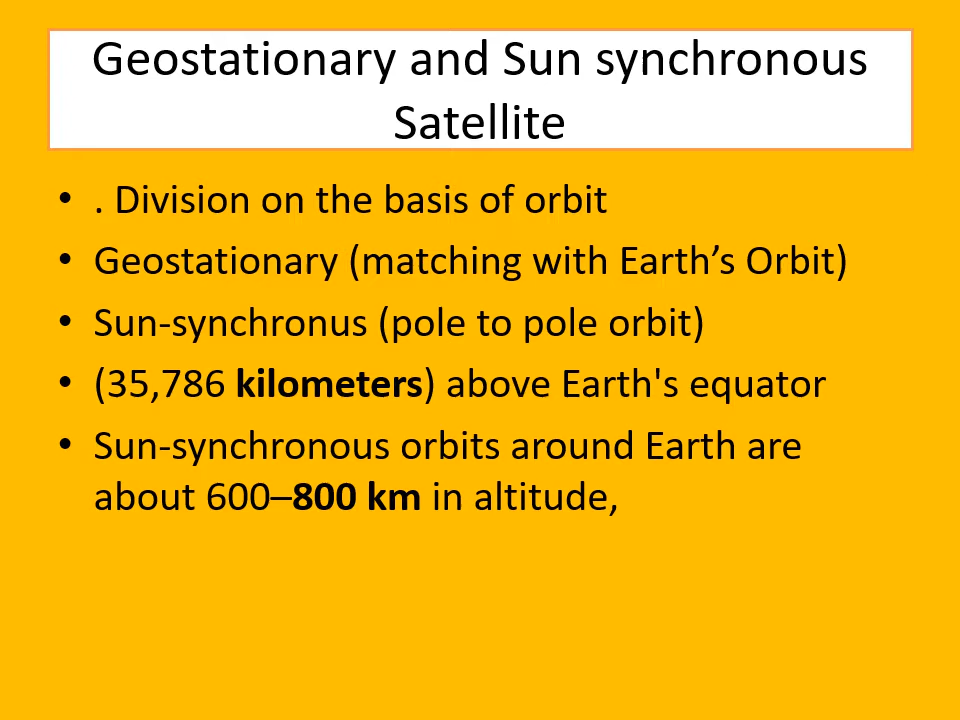 Geostationary and Sun synchronous
Satellite
• . Division on the basis of orbit
• Geostationary (matching with Earth’s Orbit)
• Sun-synchronus (pole to pole orbit)
• (35,786 kilometers) above Earth's equator
• Sun-synchronous orbits around Earth are
about 600–800 km in altitude,